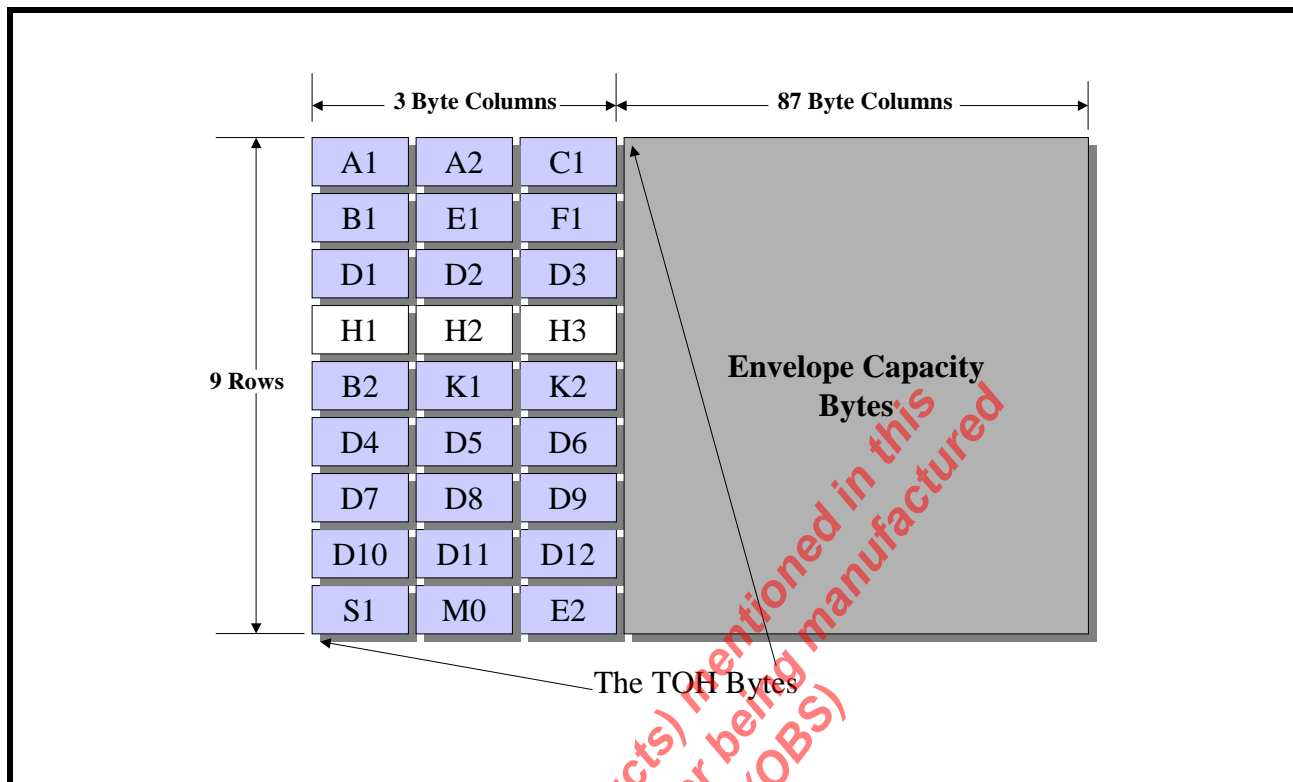 3 Byte Columns
87 Byte Columns
A1 A2 C1
B1 E1 F1
D1 D2 D3
H1 H2 H3
9 Rows
B2 K1 K2
D4 D5 D6
D7 D8 D9
D10 D11 D12
S1 M0 E2
Envelope Capacity
Bytes
The TOH Bytes
mentioned in this
being manufactured
(OBS)